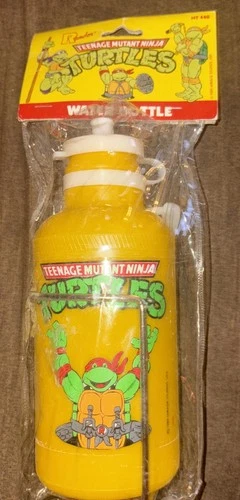 TEENAGE MUTANT NINJA
TURTLES
WATER BOTTLE
TEENAGE MUTANT NINJA
TURTLES